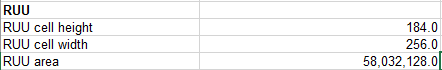 RUU
RUU cell height 184.0
RUU cell width 256.0
RUU area 58,032,128.0